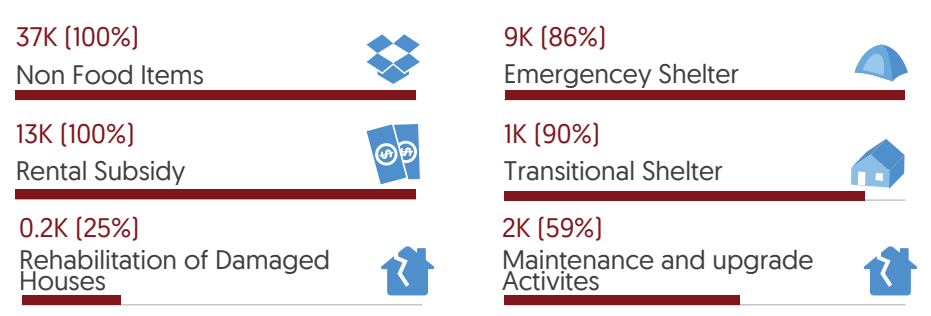 37K (100%)
Non Food Items
9K (86%)
Emergencey Shelter
13K (100%)
Rental Subsidy
1K (90%)
Transitional Shelter
0.2K (25%)
Rehabilitation of Damaged
Houses
2K (59%)
Maintenance and upgrade
Activites